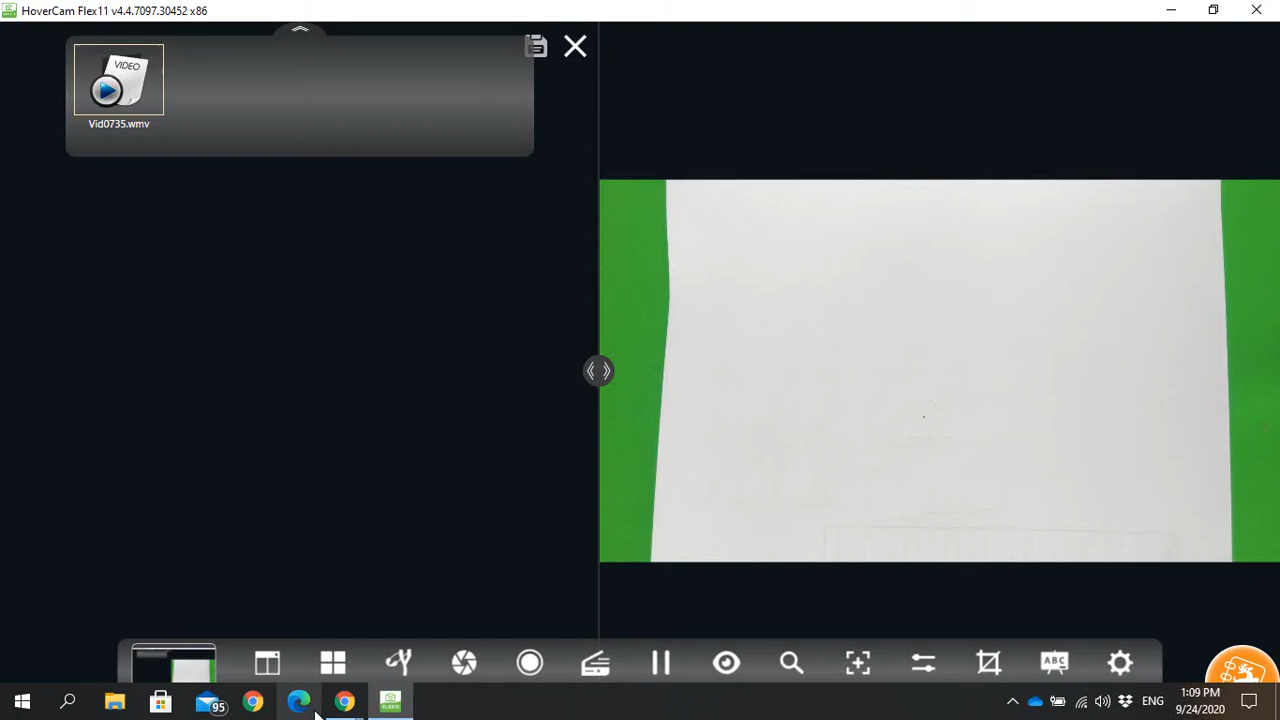 HoverCam Flex11 v4.4.7097.30452 x86
VIDEO
Vid0735.wmv
ABC
95
FLEX11
ENG
1:09 PM
9/24/2020